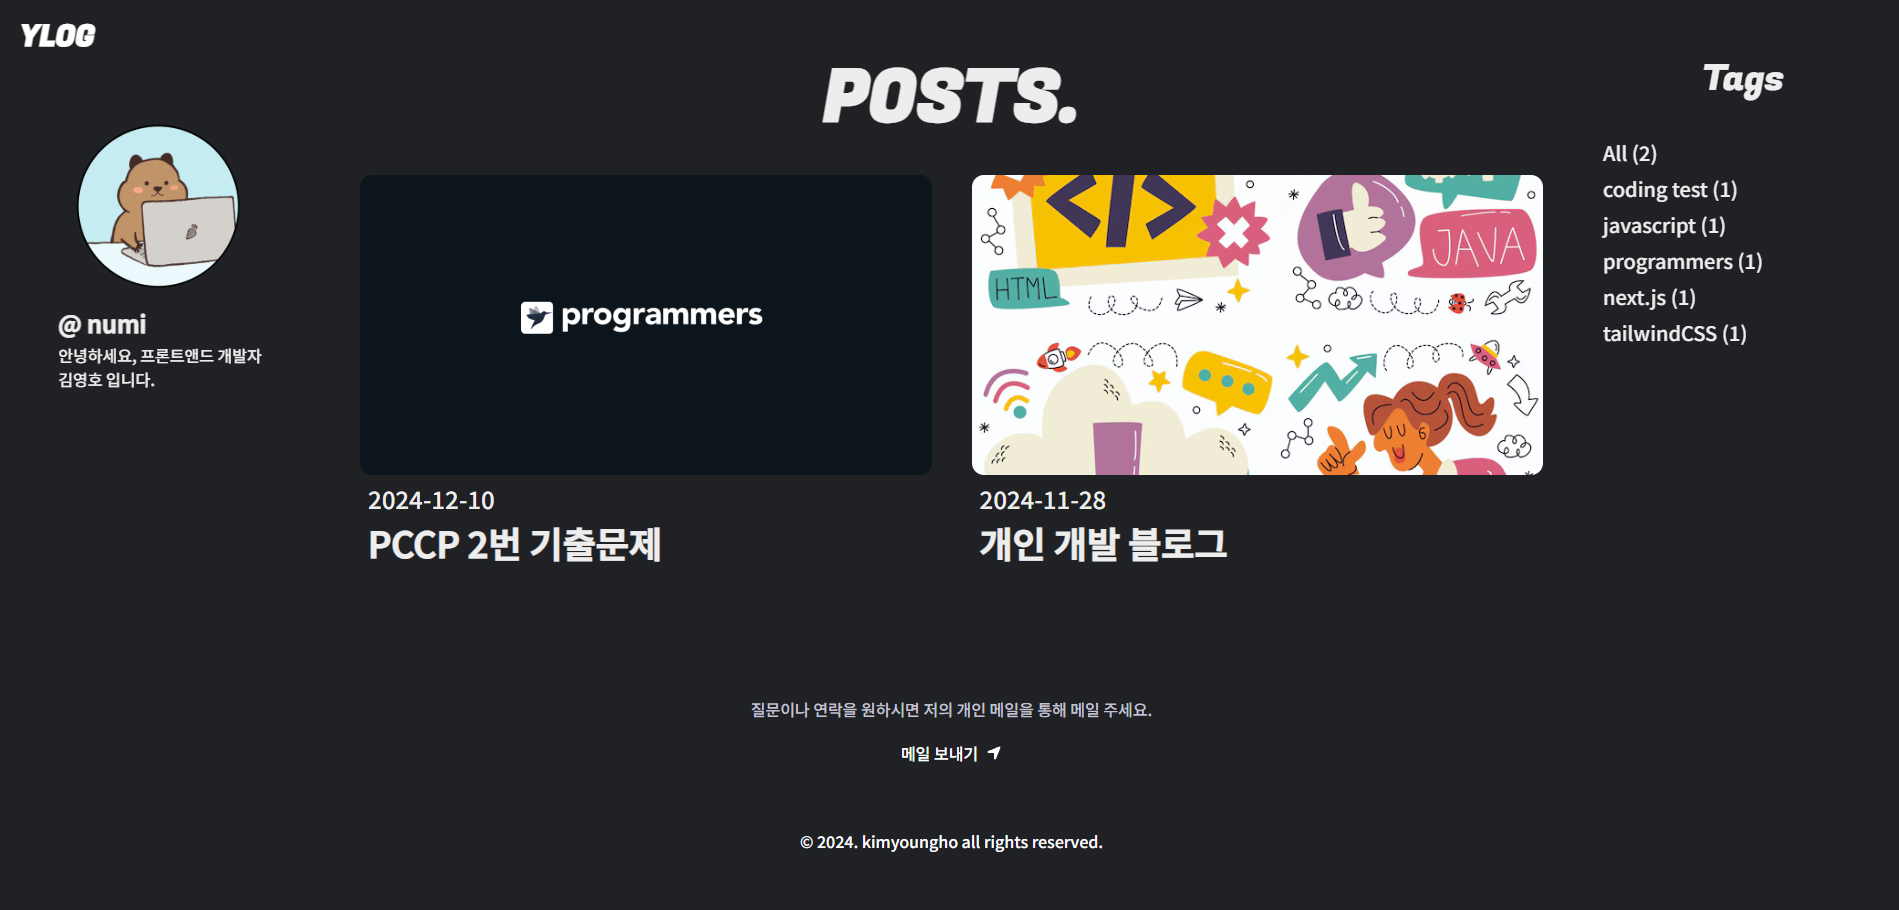 YLOG
POSTS.
Tags
@ numi
안녕하세요, 프론트앤드 개발자
김영호 입니다.
programmers
2024-12-10
PCCP 2번 기출문제
</>
HTML
JAVA
2024-11-28
개인 개발 블로그
All (2)
coding test (1)
javascript (1)
programmers (1)
next.js (1)
tailwindCSS (1)
질문이나 연락을 원하시면 저의 개인 메일을 통해 메일 주세요.
메일 보내기
© 2024. kimyoungho all rights reserved.